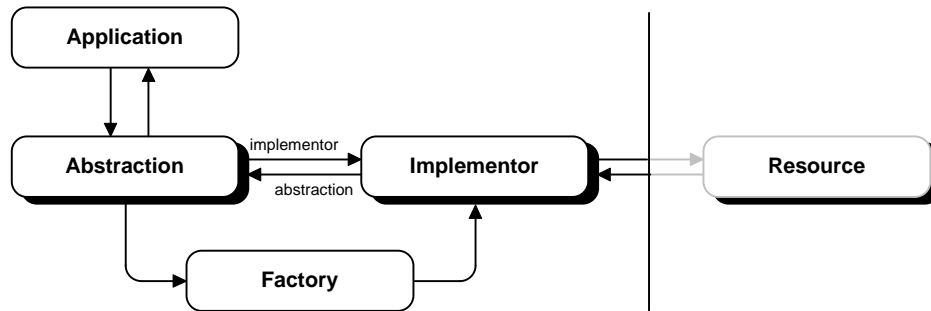 Application
implementor
Abstraction
Implementor
Resource
abstraction
Factory